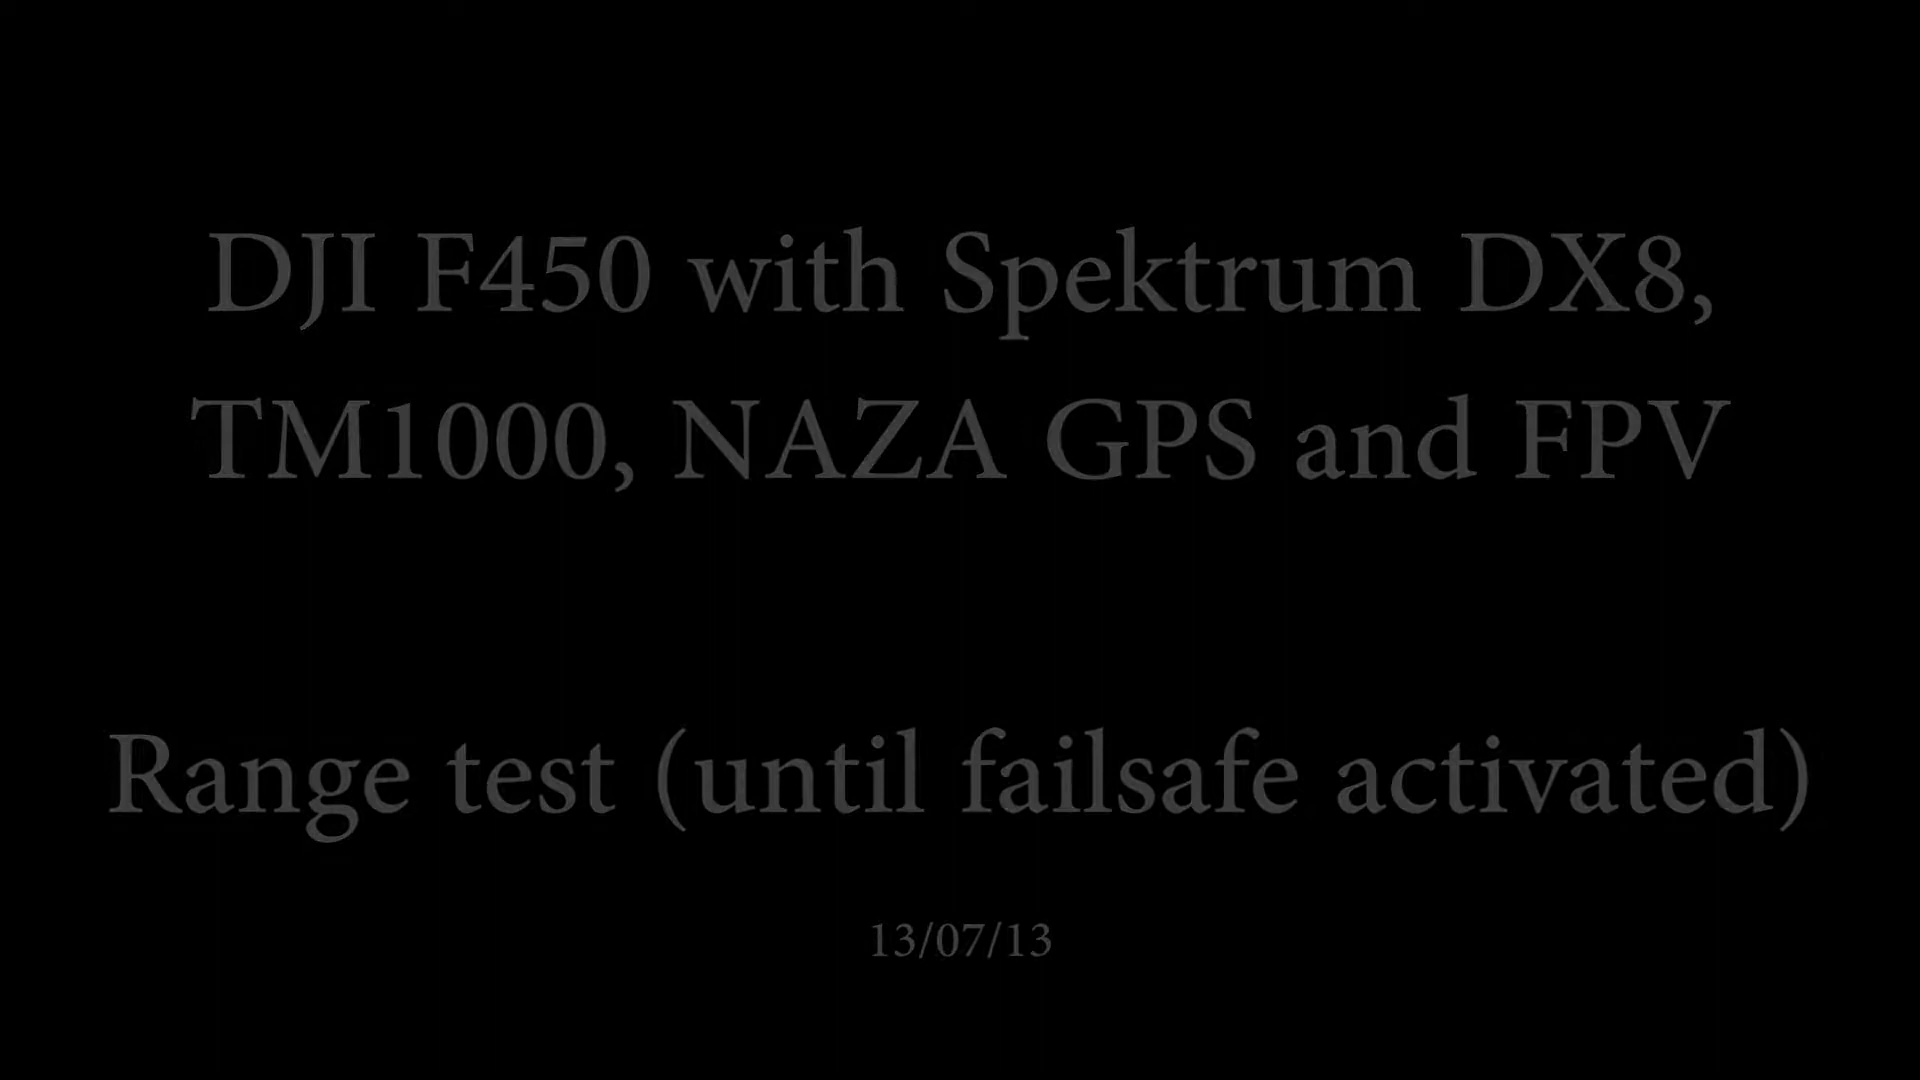 DJI F450 with Spektrum DX8,
TM1000, NAZA GPS and FPV
Range test (until failsafe activated)
13/07/13